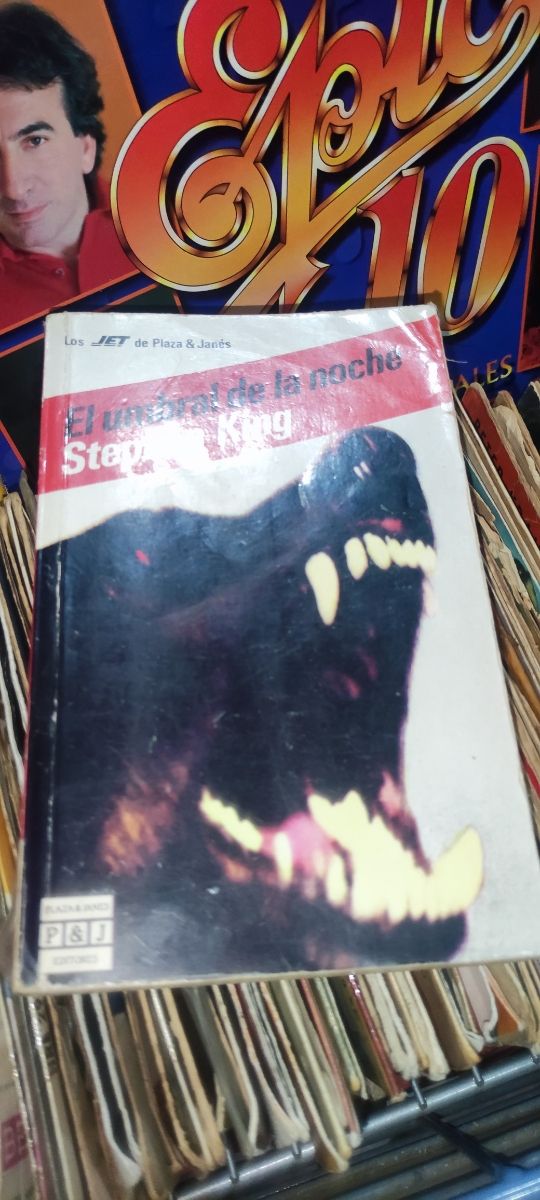 Epic
10
ALES
Los JET de Plaza & Janés
El umbral de la noche
Stephen King
PLAZA & JANES
P & J
EDITORES